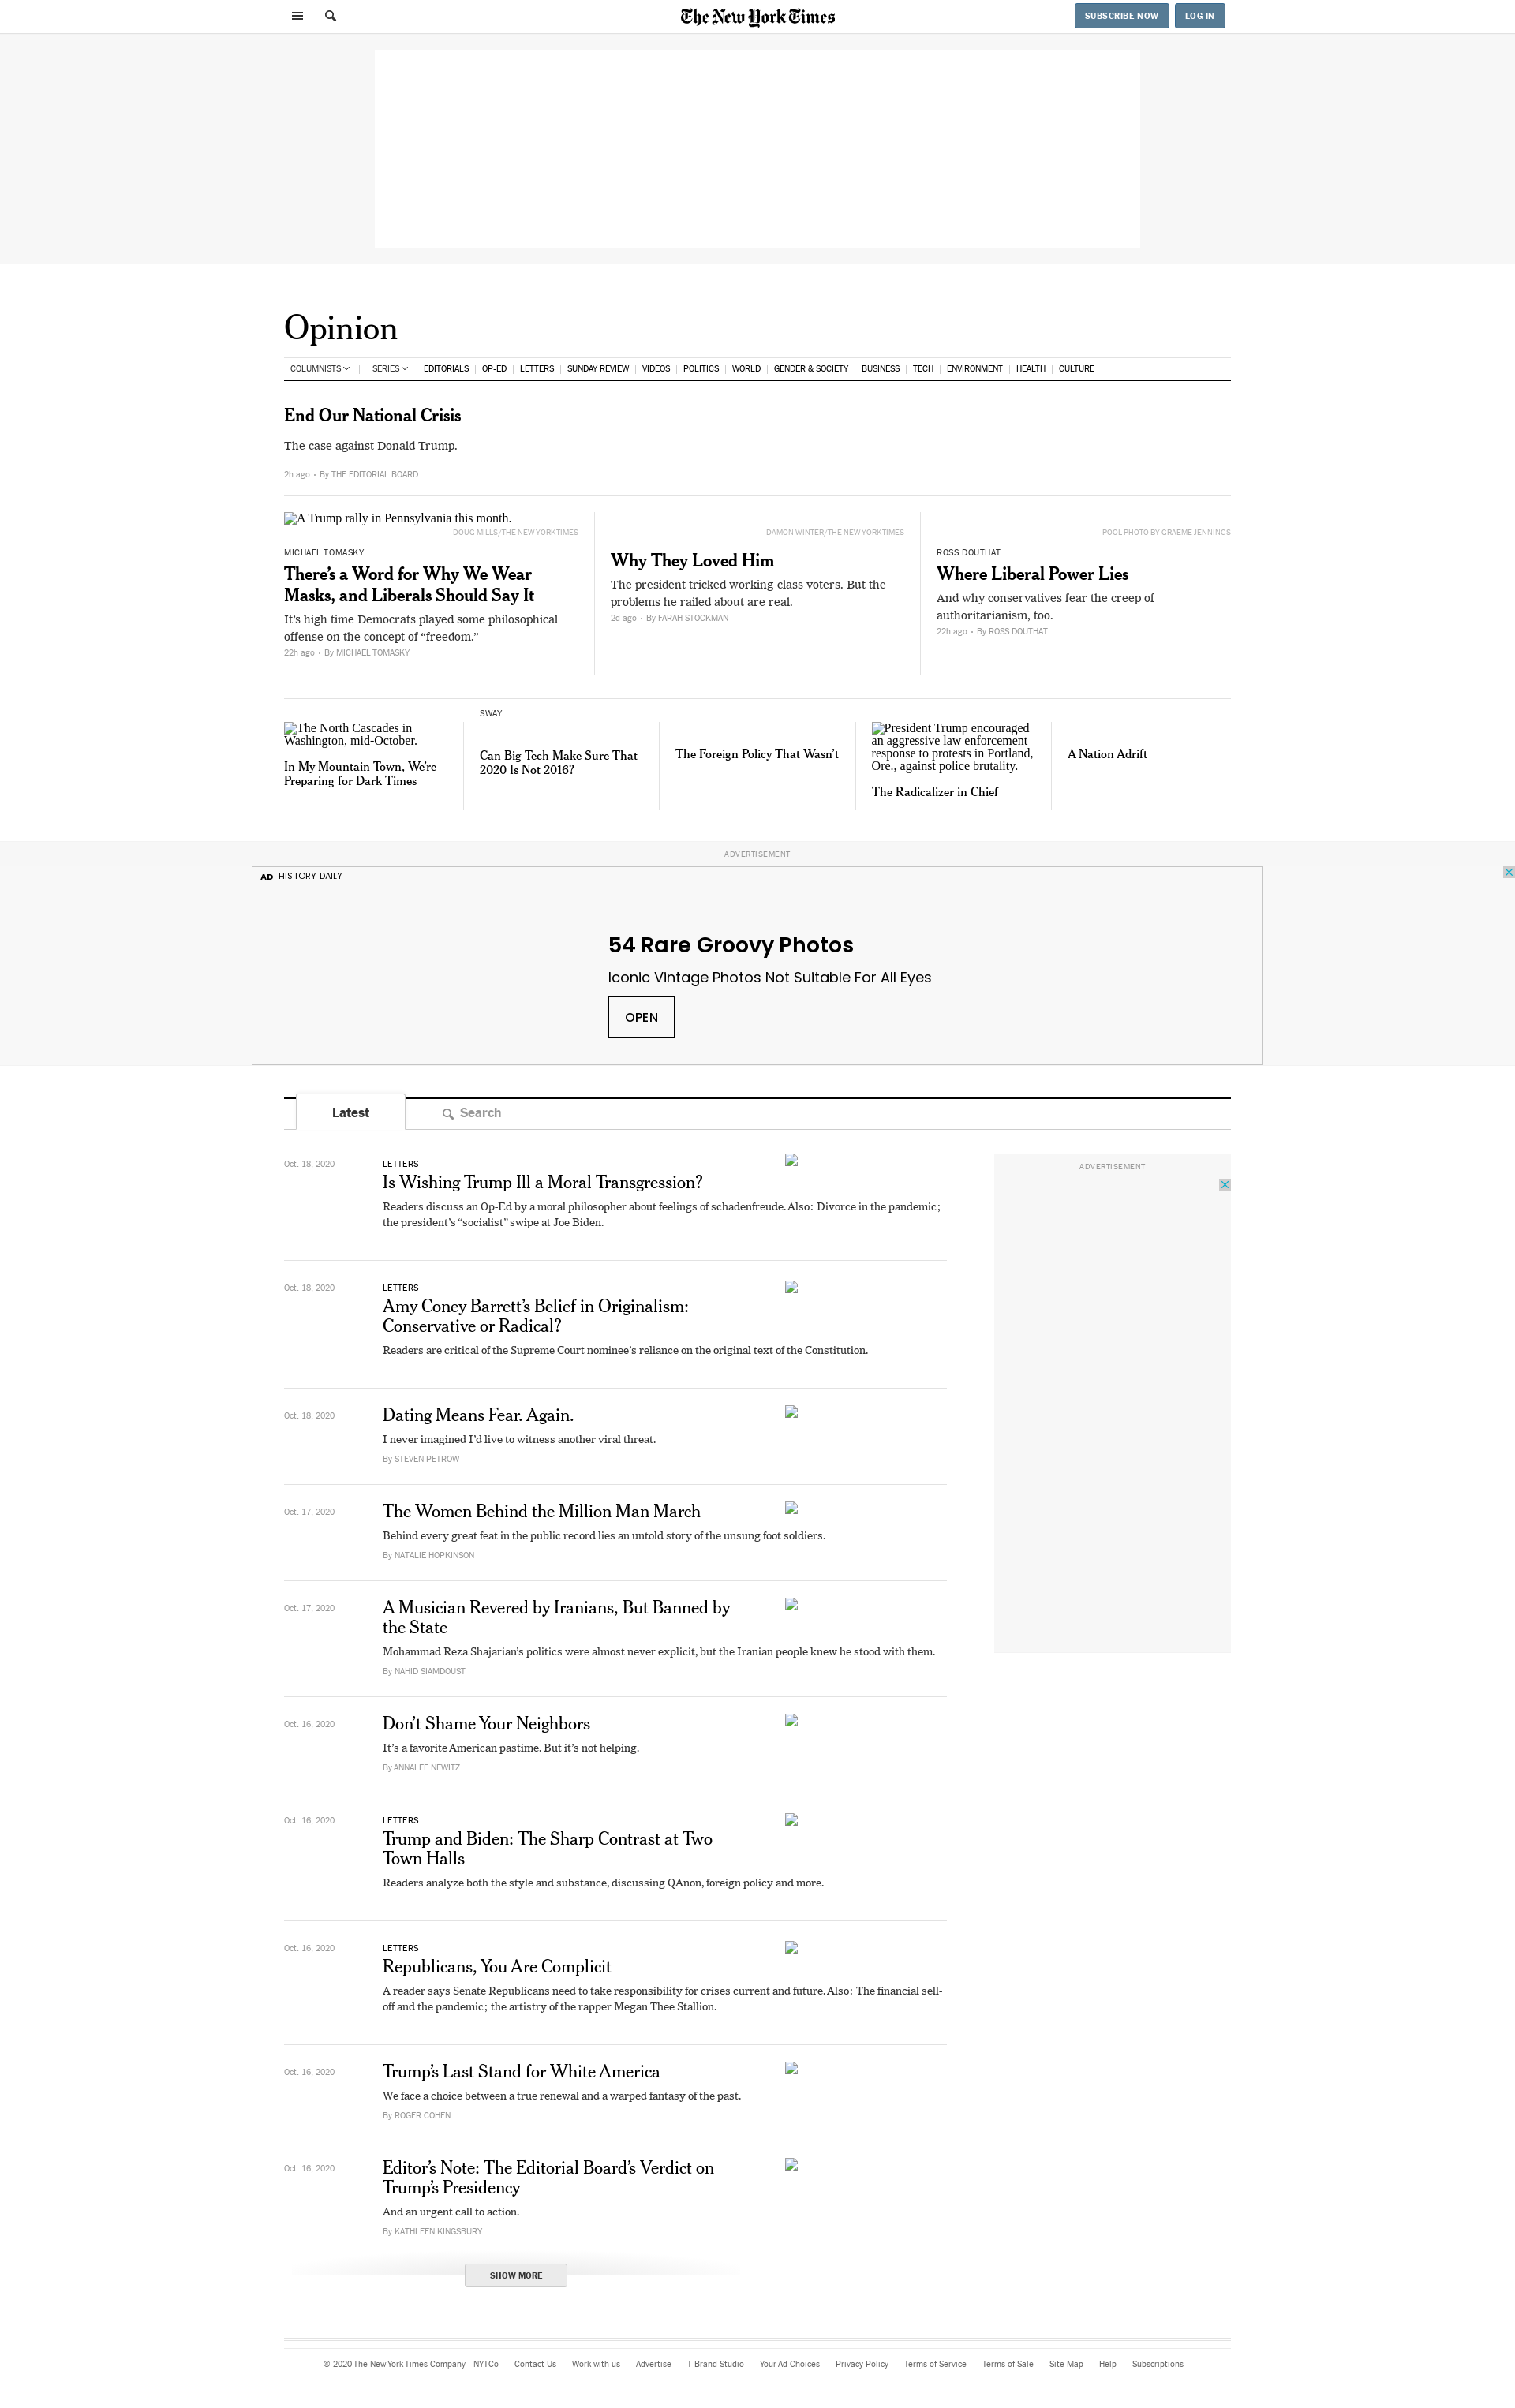 The New York Times
SUBSCRIBE NOW
LOG IN
Opinion
COLUMNISTS
SERIES
EDITORIALS
OP-ED
LETTERS
SUNDAY REVIEW
VIDEOS
POLITICS
WORLD
GENDER & SOCIETY
BUSINESS
TECH
ENVIRONMENT
HEALTH
CULTURE
End Our National Crisis
The case against Donald Trump.
2h ago • By THE EDITORIAL BOARD
A Trump rally in Pennsylvania this month.
DOUG MILLS/THE NEW YORK TIMES
MICHAEL TOMASKY
There’s a Word for Why We Wear
Masks, and Liberals Should Say It
It’s high time Democrats played some philosophical
offense on the concept of “freedom.”
22h ago • By MICHAEL TOMASKY
DAMON WINTER/THE NEW YORK TIMES
Why They Loved Him
The president tricked working-class voters. But the
problems he railed about are real.
2d ago • By FARAH STOCKMAN
POOL PHOTO BY GRAEME JENNINGS
ROSS DOUTHAT
Where Liberal Power Lies
And why conservatives fear the creep of
authoritarianism, too.
22h ago • By ROSS DOUTHAT
The North Cascades in
Washington, mid-October.
In My Mountain Town, We’re
Preparing for Dark Times
SWAY
Can Big Tech Make Sure That
2020 Is Not 2016?
The Foreign Policy That Wasn’t
President Trump encouraged
an aggressive law enforcement
response to protests in Portland,
Ore., against police brutality.
The Radicalizer in Chief
A Nation Adrift
ADVERTISEMENT
AD HISTORY DAILY
54 Rare Groovy Photos
Iconic Vintage Photos Not Suitable For All Eyes
OPEN
Latest
Search
Oct. 18, 2020
LETTERS
Is Wishing Trump Ill a Moral Transgression?
Readers discuss an Op-Ed by a moral philosopher about feelings of schadenfreude. Also: Divorce in the pandemic;
the president’s “socialist” swipe at Joe Biden.
ADVERTISEMENT
Oct. 18, 2020
LETTERS
Amy Coney Barrett’s Belief in Originalism:
Conservative or Radical?
Readers are critical of the Supreme Court nominee’s reliance on the original text of the Constitution.
Oct. 18, 2020
Dating Means Fear. Again.
I never imagined I’d live to witness another viral threat.
By STEVEN PETROW
Oct. 17, 2020
The Women Behind the Million Man March
Behind every great feat in the public record lies an untold story of the unsung foot soldiers.
By NATALIE HOPKINSON
Oct. 17, 2020
A Musician Revered by Iranians, But Banned by
the State
Mohammad Reza Shajarian’s politics were almost never explicit, but the Iranian people knew he stood with them.
By NAHID SIAMDOUST
Oct. 16, 2020
Don’t Shame Your Neighbors
It’s a favorite American pastime. But it’s not helping.
By ANNALEE NEWITZ
Oct. 16, 2020
LETTERS
Trump and Biden: The Sharp Contrast at Two
Town Halls
Readers analyze both the style and substance, discussing QAnon, foreign policy and more.
Oct. 16, 2020
LETTERS
Republicans, You Are Complicit
A reader says Senate Republicans need to take responsibility for crises current and future. Also: The financial sell-
off and the pandemic; the artistry of the rapper Megan Thee Stallion.
Oct. 16, 2020
Trump’s Last Stand for White America
We face a choice between a true renewal and a warped fantasy of the past.
By ROGER COHEN
Oct. 16, 2020
Editor’s Note: The Editorial Board’s Verdict on
Trump’s Presidency
And an urgent call to action.
By KATHLEEN KINGSBURY
SHOW MORE
© 2020 The New York Times Company NYTCo Contact Us Work with us Advertise T Brand Studio Your Ad Choices Privacy Policy Terms of Service Terms of Sale Site Map Help Subscriptions